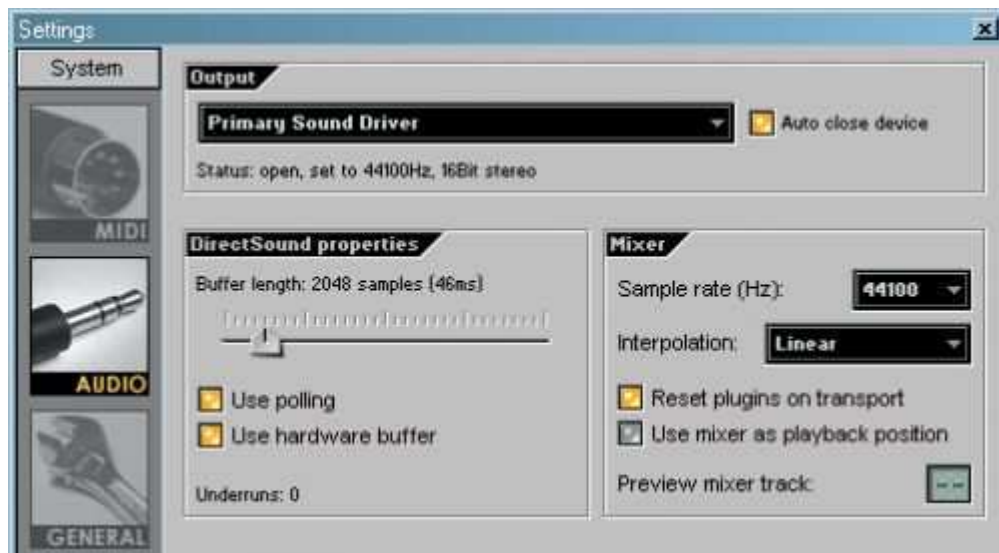 Settings
System
MIDI
AUDIO
GENERAL
Output
Primary Sound Driver
Auto close device
Status: open, set to 44100Hz, 16Bit stereo
DirectSound properties
Buffer length: 2048 samples (46ms)
Use polling
Use hardware buffer
Underruns: 0
Mixer
Sample rate (Hz): 44100
Interpolation: Linear
Reset plugins on transport
Use mixer as playback position
Preview mixer track: --